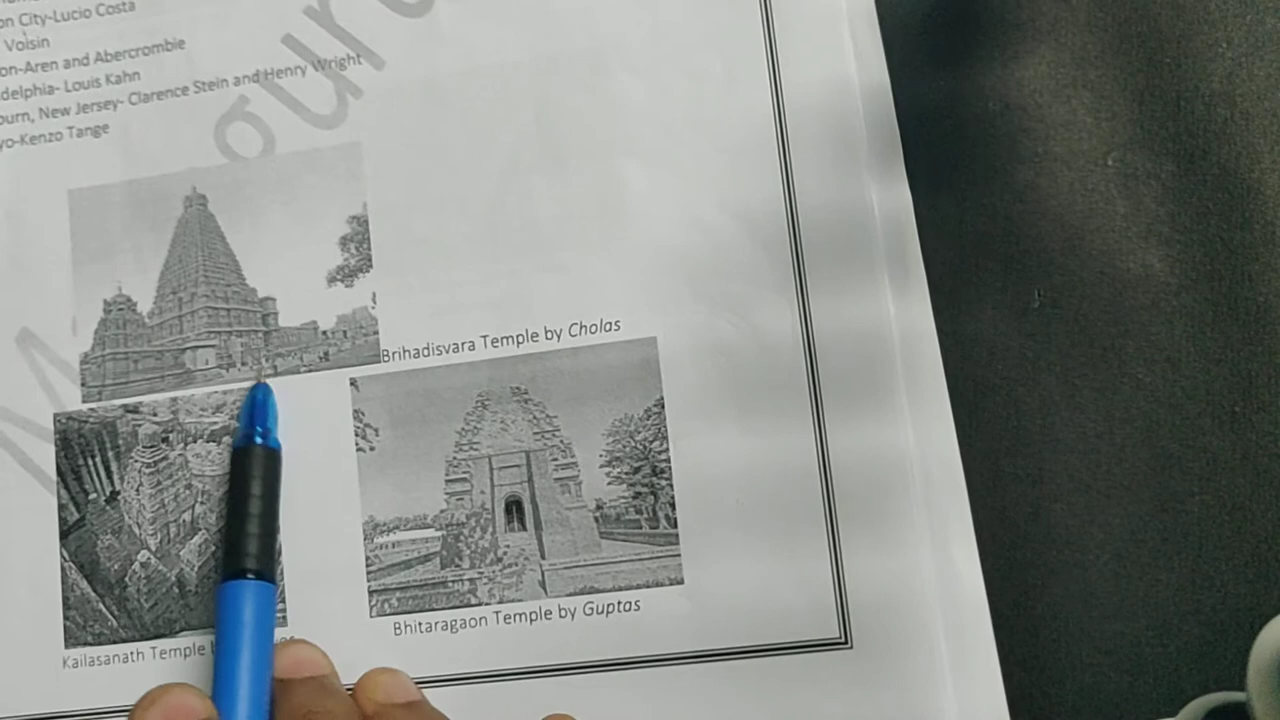 on City-Lucio Costa
Voisin
on-Aren and Abercrombie
delphia- Louis Kahn
burn, New Jersey- Clarence Stein and Henry Wright
yo-Kenzo Tange
Brihadisvara Temple by Cholas
Bhitaragaon Temple by Guptas
Kailasanath Temple